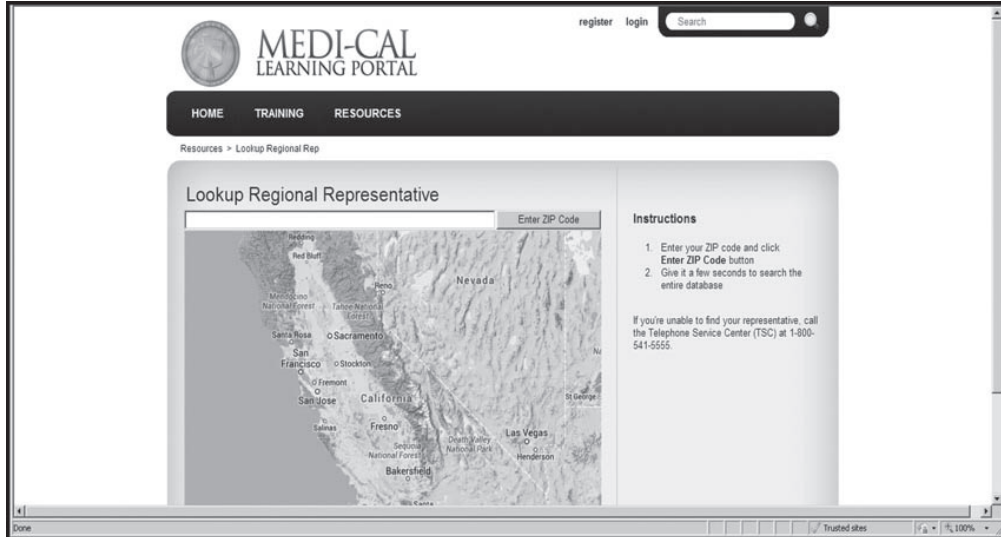 register login Search
MEDI-CAL
LEARNING PORTAL
HOME TRAINING RESOURCES
Resources > Lookup Regional Rep
Lookup Regional Representative
Enter ZIP Code
Instructions
1. Enter your ZIP code and click
Enter ZIP Code button
2. Give it a few seconds to search the
entire database
If you're unable to find your representative, call
the Telephone Service Center (TSC) at 1-800-
541-5555.
Redding
Red Bluff
Reno
Nevada
Mendocino
National Forest
Tahoe National
Forest
Santa Rosa
Sacramento
San
Francisco
Stockton
Fremont
San Jose
California
St George
Salinas
Fresno
Las Vegas
Sequoia
National Forest
Death Valley
National Park
Henderson
Bakersfield
Santa
Done Trusted sites 100%